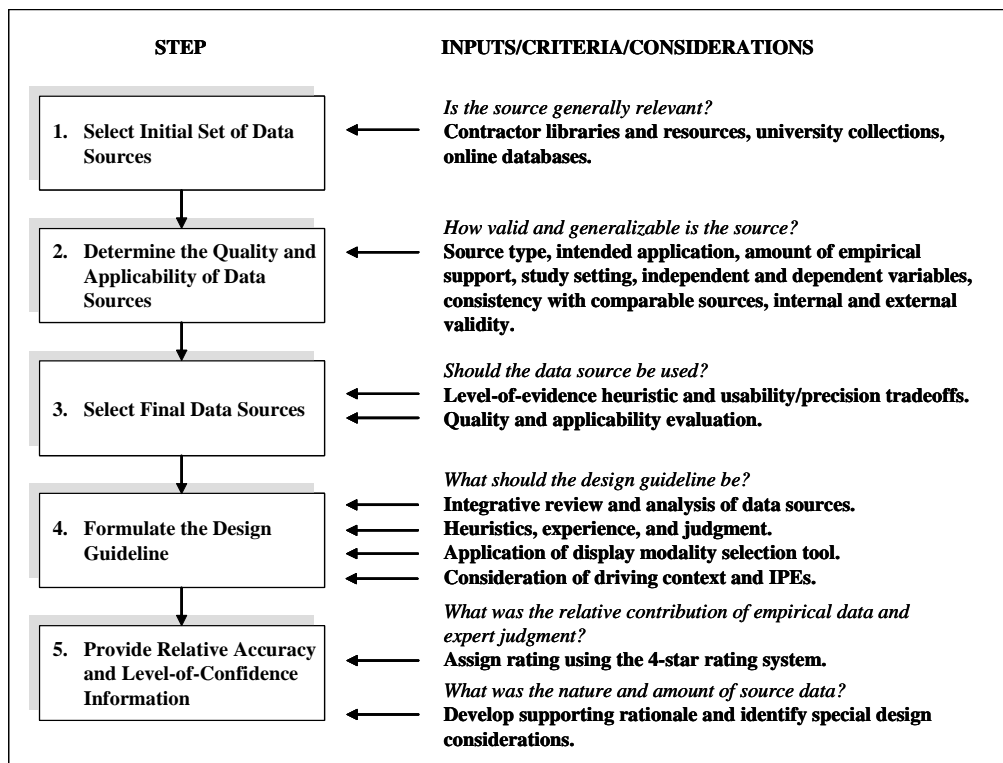 STEP
INPUTS/CRITERIA/CONSIDERATIONS
1. Select Initial Set of Data
Sources
Is the source generally relevant?
Contractor libraries and resources, university collections,
online databases.
2. Determine the Quality and
Applicability of Data
Sources
How valid and generalizable is the source?
Source type, intended application, amount of empirical
support, study setting, independent and dependent variables,
consistency with comparable sources, internal and external
validity.
3. Select Final Data Sources
Should the data source be used?
Level-of-evidence heuristic and usability/precision tradeoffs.
Quality and applicability evaluation.
4. Formulate the Design
Guideline
What should the design guideline be?
Integrative review and analysis of data sources.
Heuristics, experience, and judgment.
Application of display modality selection tool.
Consideration of driving context and IPEs.
5. Provide Relative Accuracy
and Level-of-Confidence
Information
What was the relative contribution of empirical data and
expert judgment?
Assign rating using the 4-star rating system.
What was the nature and amount of source data?
Develop supporting rationale and identify special design
considerations.